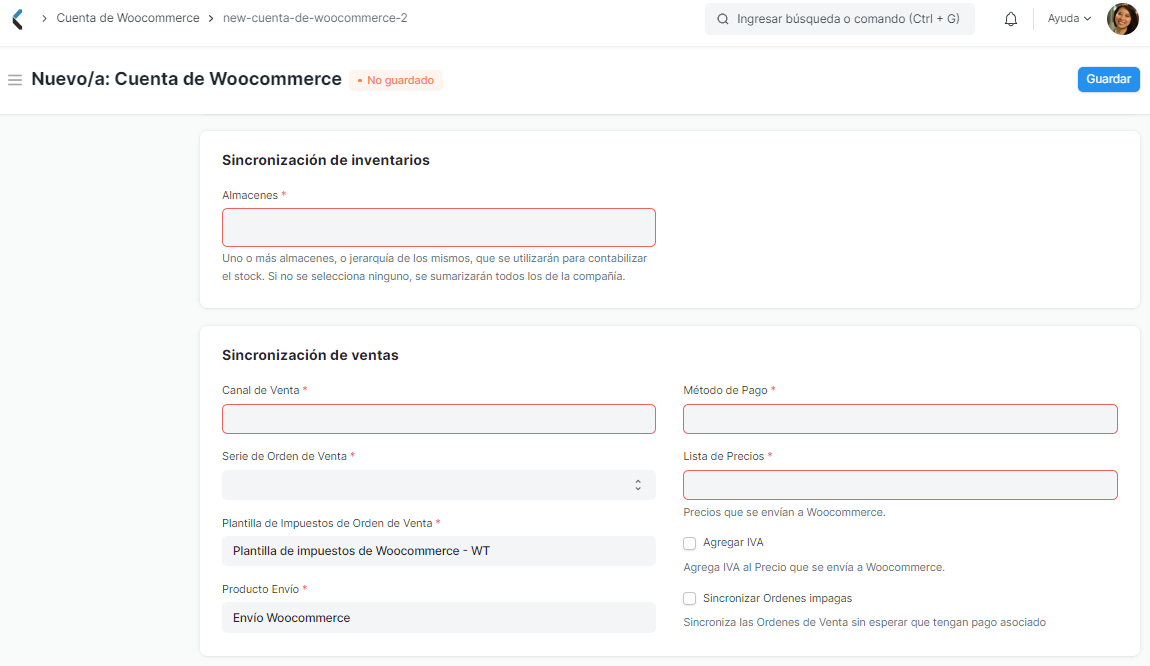 Cuenta de Woocommerce
new-cuenta-de-woocommerce-2
Ingresar búsqueda o comando (Ctrl + G)
Ayuda
Nuevo/a: Cuenta de Woocommerce
No guardado
Guardar
Sincronización de inventarios
Almacenes *
Uno o más almacenes, o jerarquía de los mismos, que se utilizarán para contabilizar
el stock. Si no se selecciona ninguno, se sumarizarán todos los de la compañía.
Sincronización de ventas
Canal de Venta *
Método de Pago *
Serie de Orden de Venta *
Lista de Precios *
Precios que se envían a Woocommerce.
Plantilla de Impuestos de Orden de Venta *
Plantilla de impuestos de Woocommerce - WT
Agregar IVA
Agrega IVA al Precio que se envía a Woocommerce.
Producto Envío *
Envío Woocommerce
Sincronizar Ordenes impagas
Sincroniza las Ordenes de Venta sin esperar que tengan pago asociado